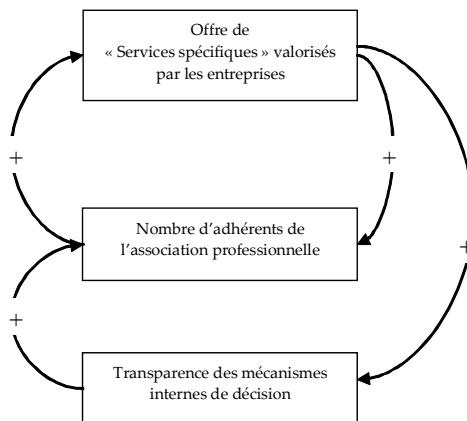 Offre de
« Services spécifiques » valorisés
par les entreprises
+
+
Nombre d'adhérents de
l'association professionnelle
+
+
Transparence des mécanismes
internes de décision